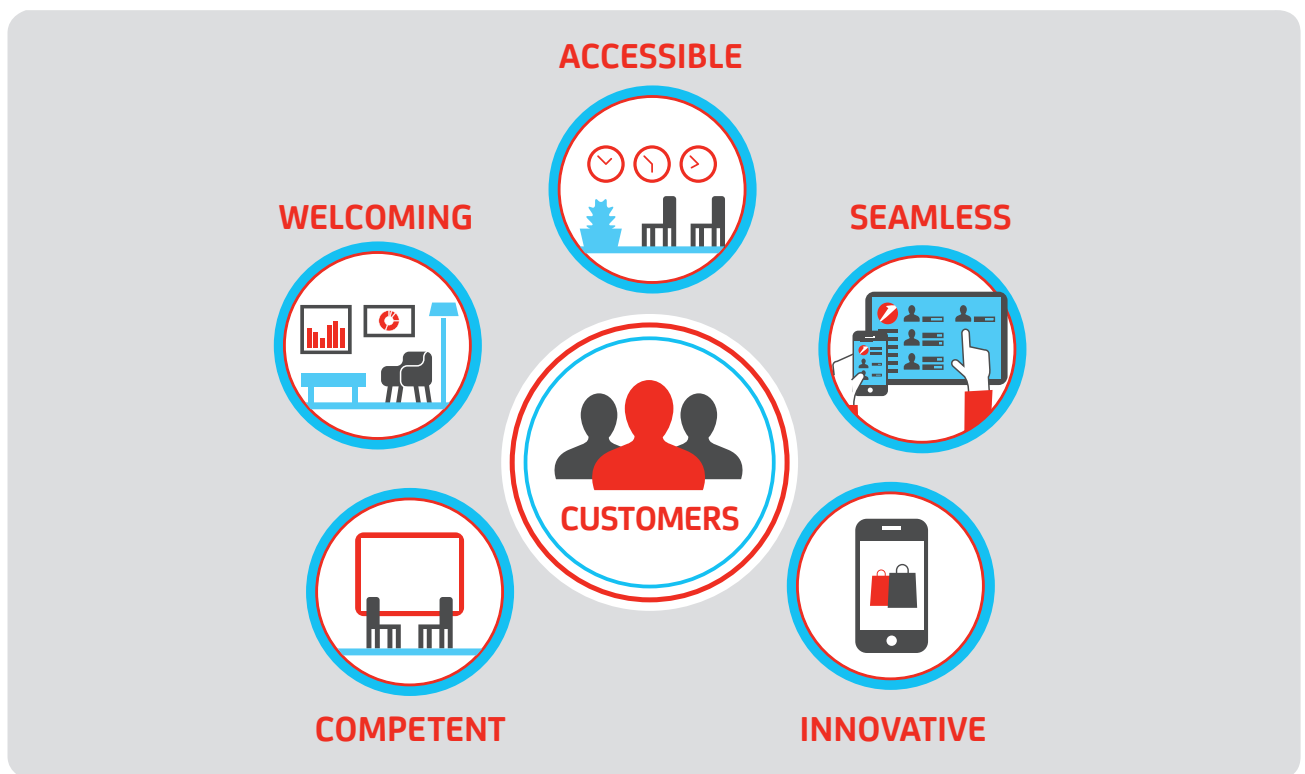 ACCESSIBLE
WELCOMING
SEAMLESS
CUSTOMERS
COMPETENT
INNOVATIVE